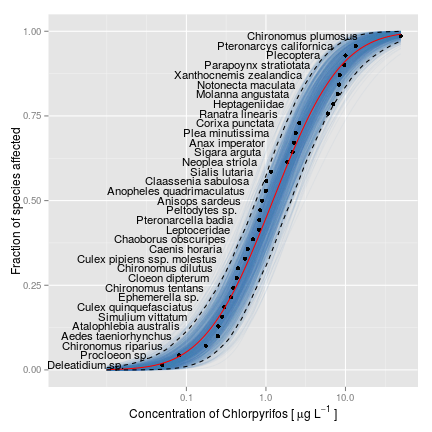 1.00
0.75
0.50
0.25
0.00
Fraction of species affected
Chironomus plumosus
Pteronarcys californica
Plecoptera
Parapoynx stratiotata
Xanthocnemis zealandica
Notonecta maculata
Molanna angustata
Heptageniidae
Ranatra linearis
Corixa punctata
Plea minutissima
Anax imperator
Sigara arguta
Neoplea striola
Sialis lutaria
Claassenia sabulosa
Anopheles quadrimaculatus
Anisops sardeus
Peltodytes sp.
Pteronarcella badia
Leptoceridae
Chaoborus obscuripes
Caenis horaria
Culex pipiens ssp. molestus
Chironomus dilutus
Cloeon dipterum
Chironomus tentans
Ephemerella sp.
Culex quinquefasciatus
Simulium vittatum
Atalophlebia australis
Aedes taeniorhynchus
Chironomus riparius
Procloeon sp.
Deleatidium sp.
0.1 1.0 10.0
Concentration of Chlorpyrifos [ μg L⁻¹ ]